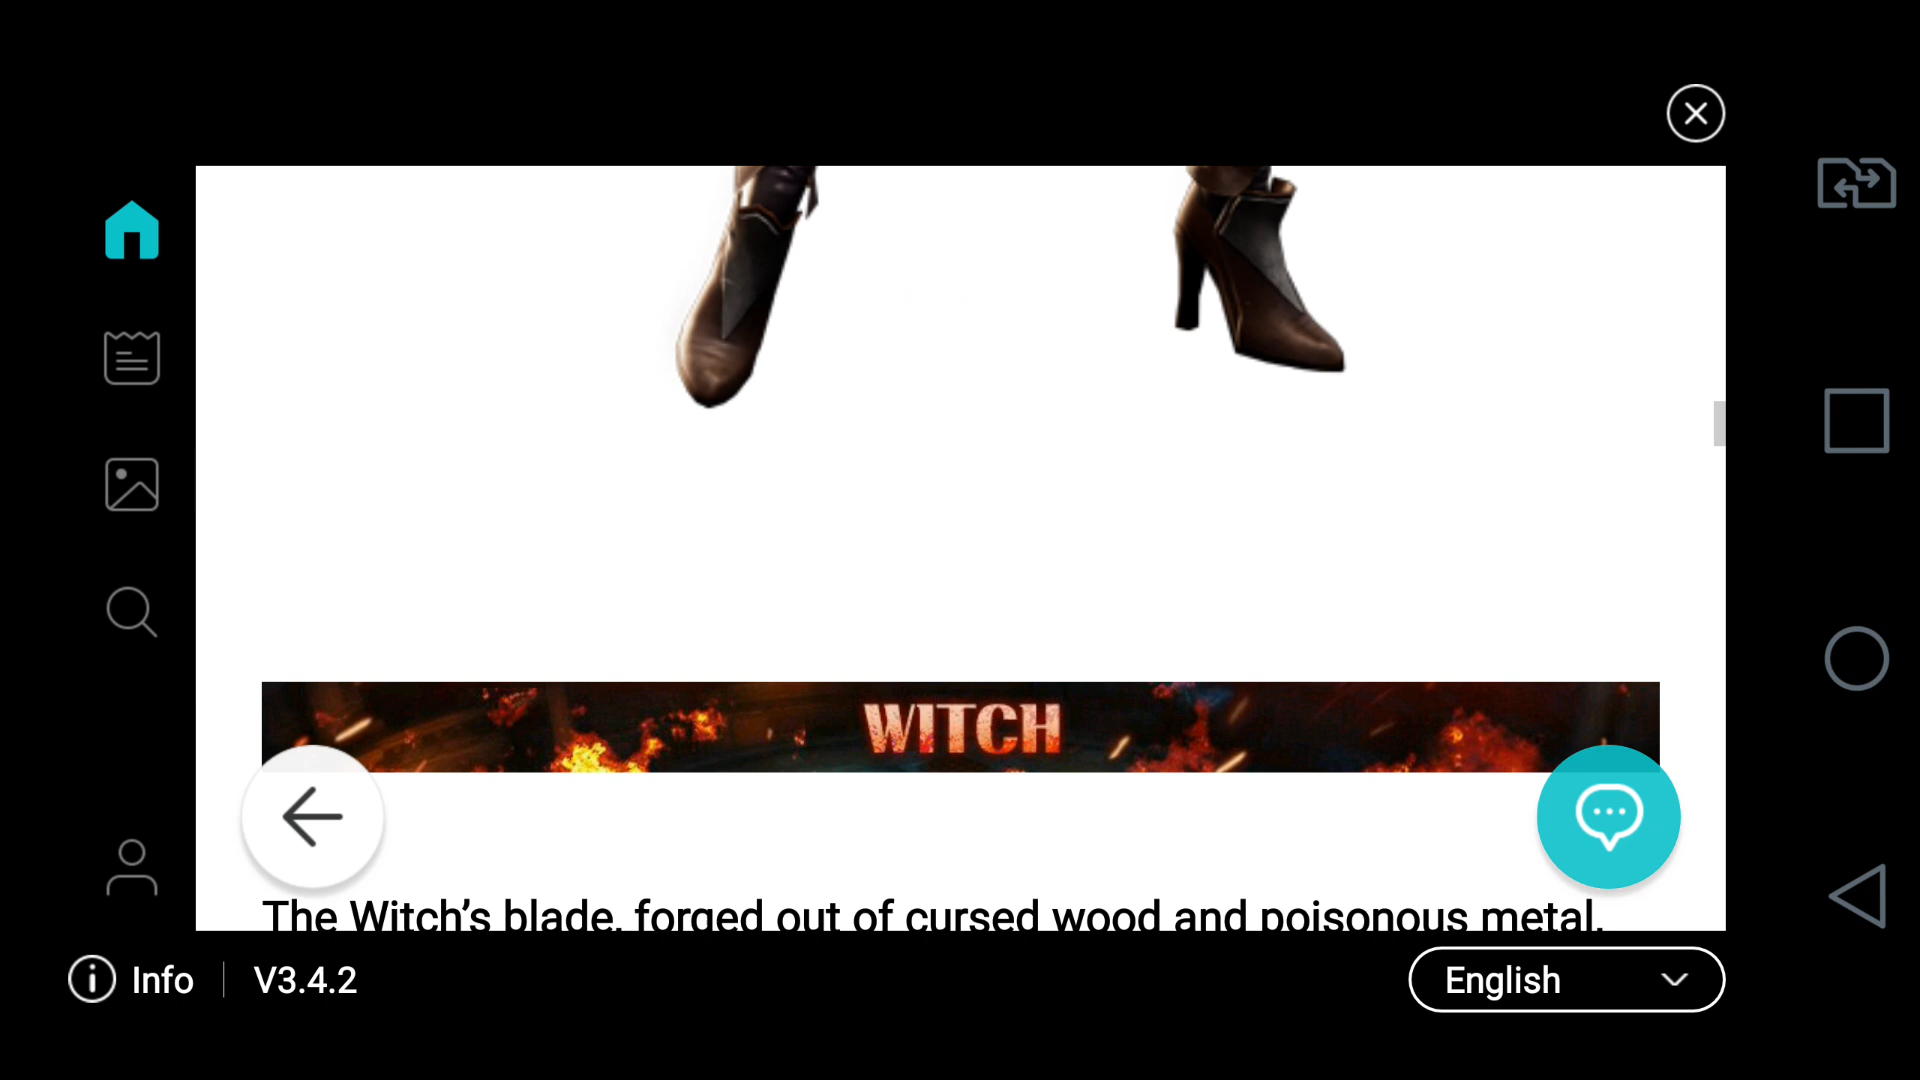 WITCH
The Witch's blade, forged out of cursed wood and poisonous metal,
Info
V3.4.2
English